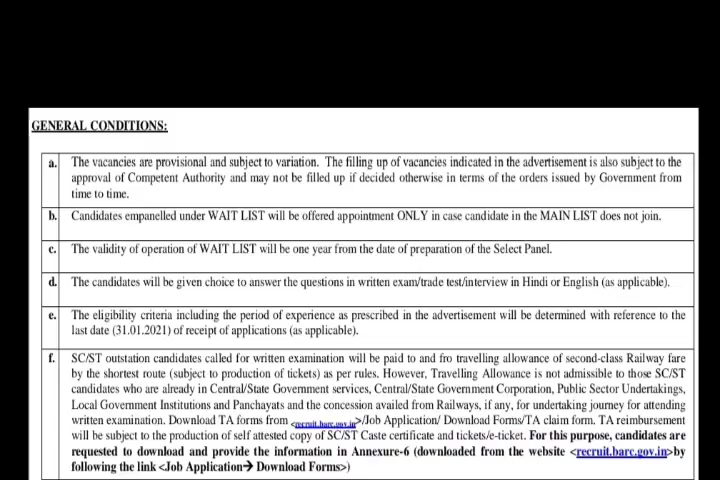 GENERAL CONDITIONS:
a. The vacancies are provisional and subject to variation. The filling up of vacancies indicated in the advertisement is also subject to the
approval of Competent Authority and may not be filled up if decided otherwise in terms of the orders issued by Government from
time to time.
b. Candidates empanelled under WAIT LIST will be offered appointment ONLY in case candidate in the MAIN LIST does not join.
c. The validity of operation of WAIT LIST will be one year from the date of preparation of the Select Panel.
d. The candidates will be given choice to answer the questions in written exam/trade test/interview in Hindi or English (as applicable).
e. The eligibility criteria including the period of experience as prescribed in the advertisement will be determined with reference to the
last date (31.01.2021) of receipt of applications (as applicable).
f. SC/ST outstation candidates called for written examination will be paid to and fro travelling allowance of second-class Railway fare
by the shortest route (subject to production of tickets) as per rules. However, Travelling Allowance is not admissible to those SC/ST
candidates who are already in Central/State Government services, Central/State Government Corporation, Public Sector Undertakings,
Local Government Institutions and Panchayats and the concession availed from Railways, if any, for undertaking journey for attending
written examination. Download TA forms from <recruit.barc.gov.in>/Job Application/ Download Forms/TA claim form. TA reimbursement
will be subject to the production of self attested copy of SC/ST Caste certificate and tickets/e-ticket. For this purpose, candidates are
requested to download and provide the information in Annexure-6 (downloaded from the website <recruit.barc.gov.in>by
following the link <Job Application→ Download Forms>)